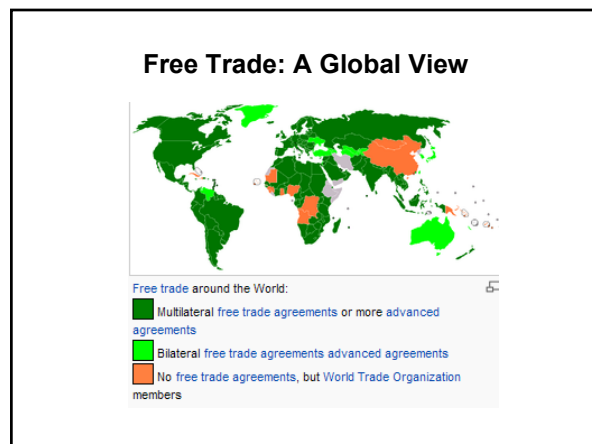 Free Trade: A Global View
Free trade around the World:
Multilateral free trade agreements or more advanced
agreements
Bilateral free trade agreements advanced agreements
No free trade agreements, but World Trade Organization
members